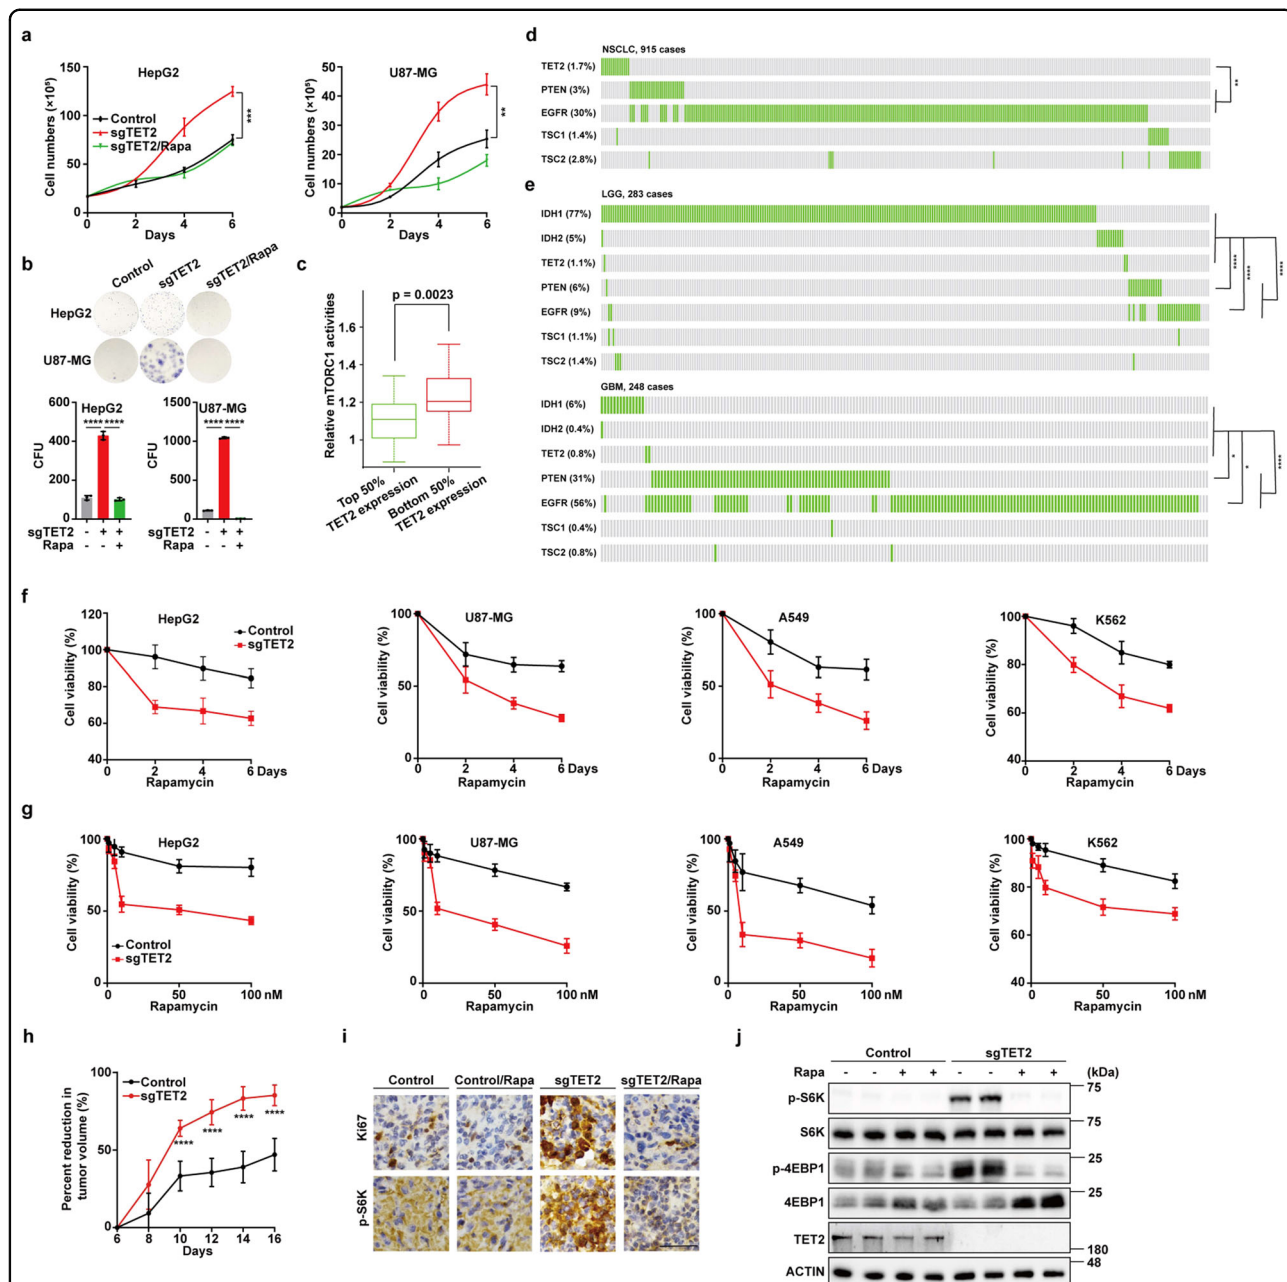 a
HepG2
Cell numbers (×10⁵)
150
100
50
0
Control
sgTET2
sgTET2/Rapa
***
0
2
4
6
Days
U87-MG
Cell numbers (×10⁵)
50
40
30
20
10
0
**
0
2
4
6
Days
b
Control
sgTET2
sgTET2/Rapa
HepG2
U87-MG
HepG2
CFU
600
400
200
0
**** ****
sgTET2 - + +
Rapa - - +
U87-MG
CFU
1500
1000
500
0
**** ****
- + +
- - +
c
p = 0.0023
Relative mTORC1 activities
1.6
1.4
1.2
1
Top 50%
TET2 expression
Bottom 50%
TET2 expression
d
NSCLC, 915 cases
TET2 (1.7%)
PTEN (3%)
EGFR (30%)
TSC1 (1.4%)
TSC2 (2.8%)
**
e
LGG, 283 cases
IDH1 (77%)
IDH2 (5%)
TET2 (1.1%)
PTEN (6%)
EGFR (9%)
TSC1 (1.1%)
TSC2 (1.4%)
****
****
****
GBM, 248 cases
IDH1 (6%)
IDH2 (0.4%)
TET2 (0.8%)
PTEN (31%)
EGFR (56%)
TSC1 (0.4%)
TSC2 (0.8%)
*
*
****
f
HepG2
Cell viability (%)
120
100
80
60
40
Control
sgTET2
0 2 4 6 Days
Rapamycin
U87-MG
Cell viability (%)
100
50
0
0 2 4 6 Days
Rapamycin
A549
Cell viability (%)
100
50
0
0 2 4 6 Days
Rapamycin
K562
Cell viability (%)
100
80
60
40
0 2 4 6 Days
Rapamycin
g
HepG2
Cell viability (%)
100
50
0
Control
sgTET2
0 50 100 nM
Rapamycin
U87-MG
Cell viability (%)
100
50
0
0 50 100 nM
Rapamycin
A549
Cell viability (%)
100
50
0
0 50 100 nM
Rapamycin
K562
Cell viability (%)
100
80
60
40
0 50 100 nM
Rapamycin
h
Percent reduction in
tumor volume (%)
100
50
0
Control
sgTET2
****
****
****
****
6 8 10 12 14 16
Days
i
Control
Control/Rapa
sgTET2
sgTET2/Rapa
Ki67
p-S6K
j
Control sgTET2
Rapa - - + + - - + + (kDa)
p-S6K 75
S6K 75
p-4EBP1 25
4EBP1 25
TET2 180
ACTIN 48